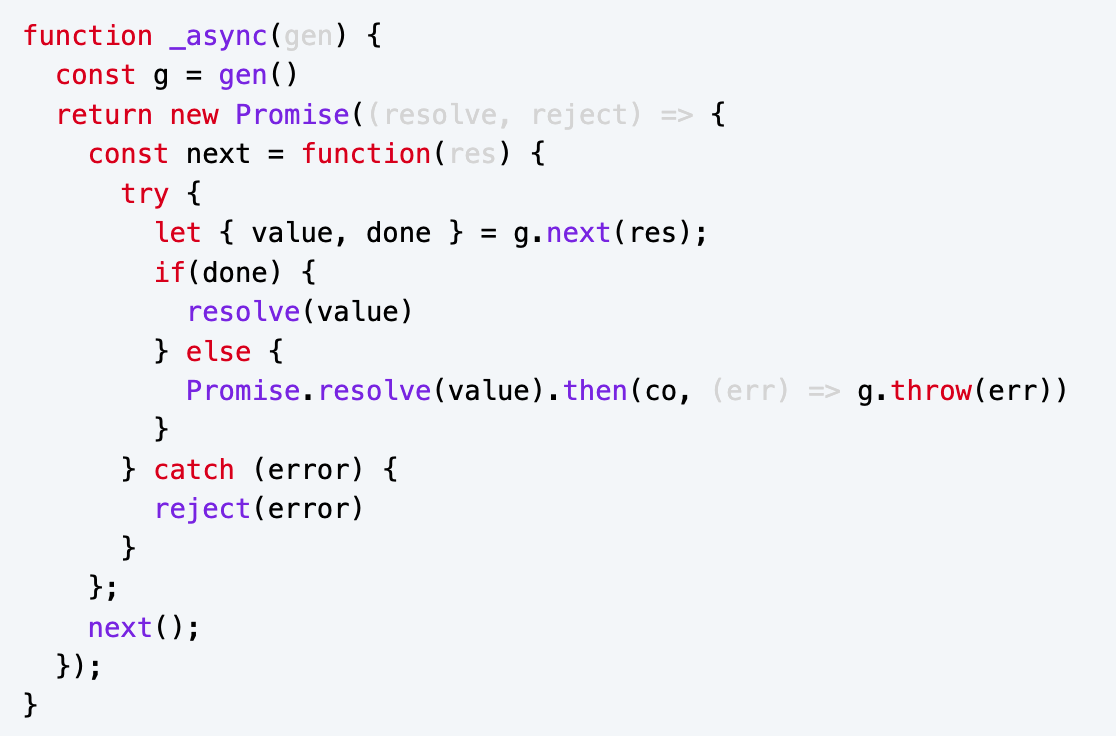 function _async(gen) {
  const g = gen()
  return new Promise((resolve, reject) => {
    const next = function(res) {
      try {
        let { value, done } = g.next(res);
        if(done) {
          resolve(value)
        } else {
          Promise.resolve(value).then(co, (err) => g.throw(err))
        }
      } catch (error) {
        reject(error)
      }
    };
    next();
  });
}